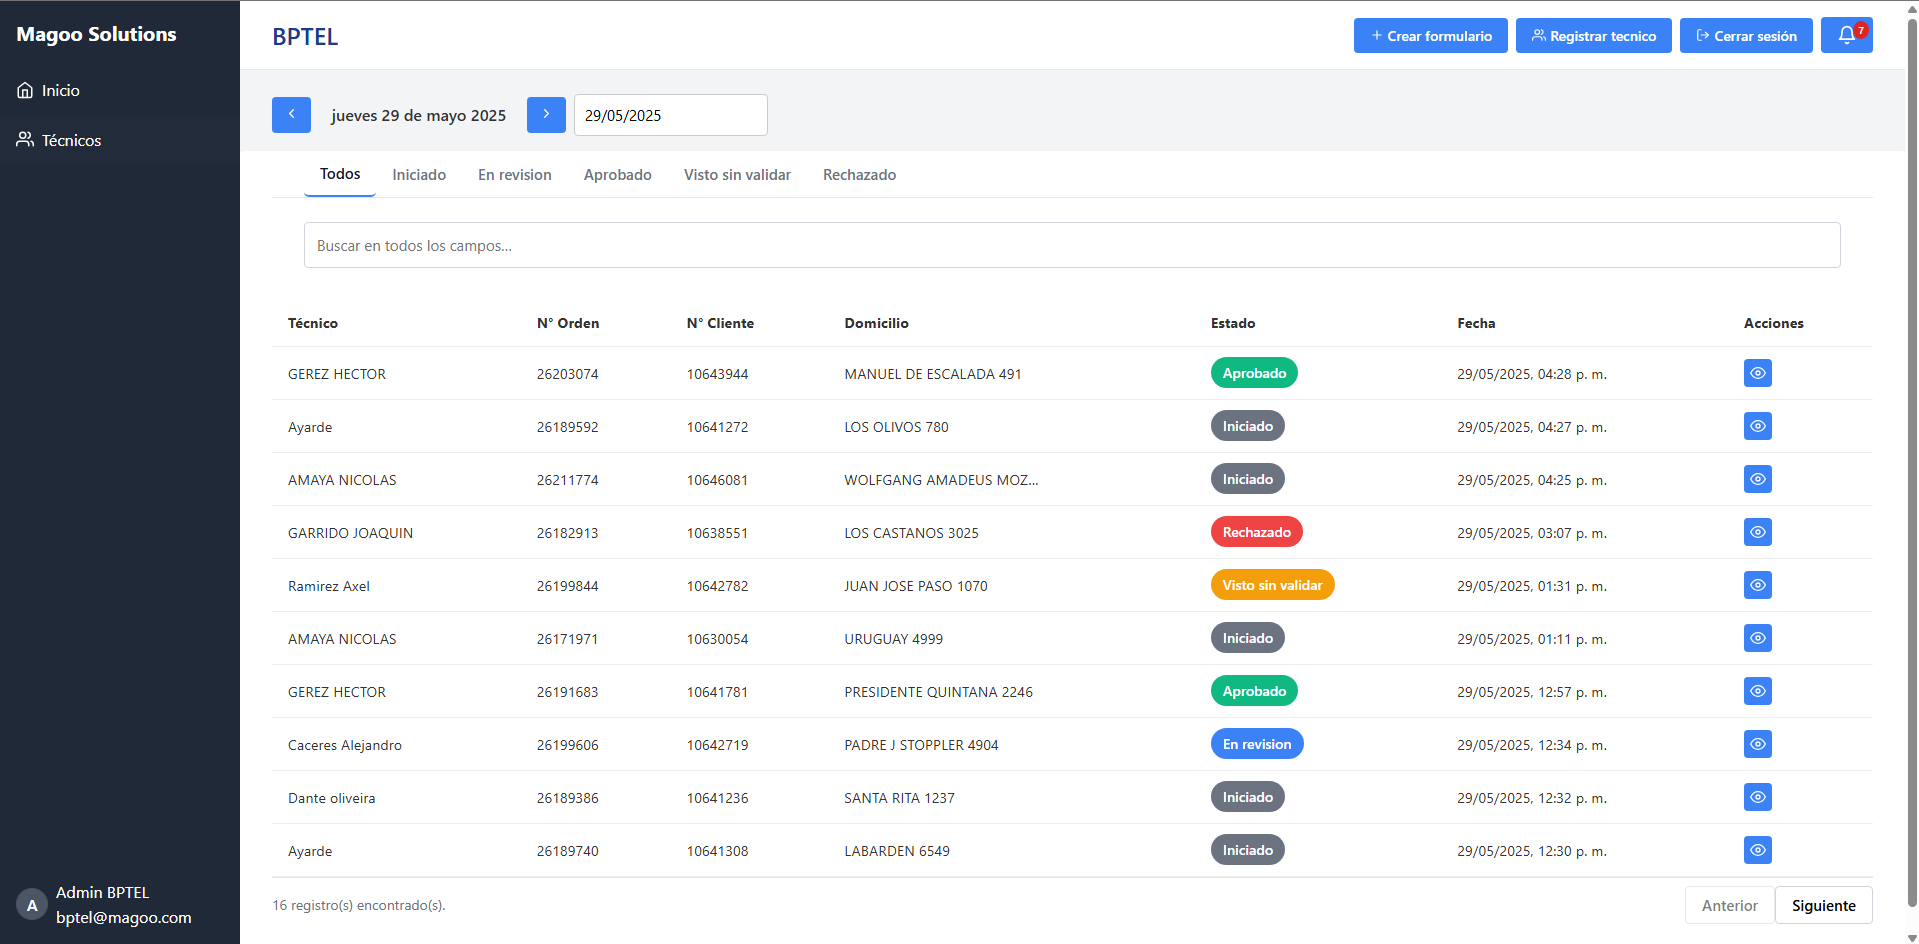 Magoo Solutions
Inicio
Técnicos
Admin BPTEL
A
bptel@magoo.com
BPTEL
+ Crear formulario
Registrar tecnico
Cerrar sesión
7
jueves 29 de mayo 2025
29/05/2025
Todos Iniciado En revision Aprobado Visto sin validar Rechazado
Buscar en todos los campos...
Técnico N° Orden N° Cliente Domicilio Estado Fecha Acciones
GEREZ HECTOR 26203074 10643944 MANUEL DE ESCALADA 491 Aprobado 29/05/2025, 04:28 p. m.
Ayarde 26189592 10641272 LOS OLIVOS 780 Iniciado 29/05/2025, 04:27 p. m.
AMAYA NICOLAS 26211774 10646081 WOLFGANG AMADEUS MOZ... Iniciado 29/05/2025, 04:25 p. m.
GARRIDO JOAQUIN 26182913 10638551 LOS CASTANOS 3025 Rechazado 29/05/2025, 03:07 p. m.
Ramirez Axel 26199844 10642782 JUAN JOSE PASO 1070 Visto sin validar 29/05/2025, 01:31 p. m.
AMAYA NICOLAS 26171971 10630054 URUGUAY 4999 Iniciado 29/05/2025, 01:11 p. m.
GEREZ HECTOR 26191683 10641781 PRESIDENTE QUINTANA 2246 Aprobado 29/05/2025, 12:57 p. m.
Caceres Alejandro 26199606 10642719 PADRE J STOPPLER 4904 En revision 29/05/2025, 12:34 p. m.
Dante oliveira 26189386 10641236 SANTA RITA 1237 Iniciado 29/05/2025, 12:32 p. m.
Ayarde 26189740 10641308 LABARDEN 6549 Iniciado 29/05/2025, 12:30 p. m.
16 registro(s) encontrado(s).
Anterior Siguiente